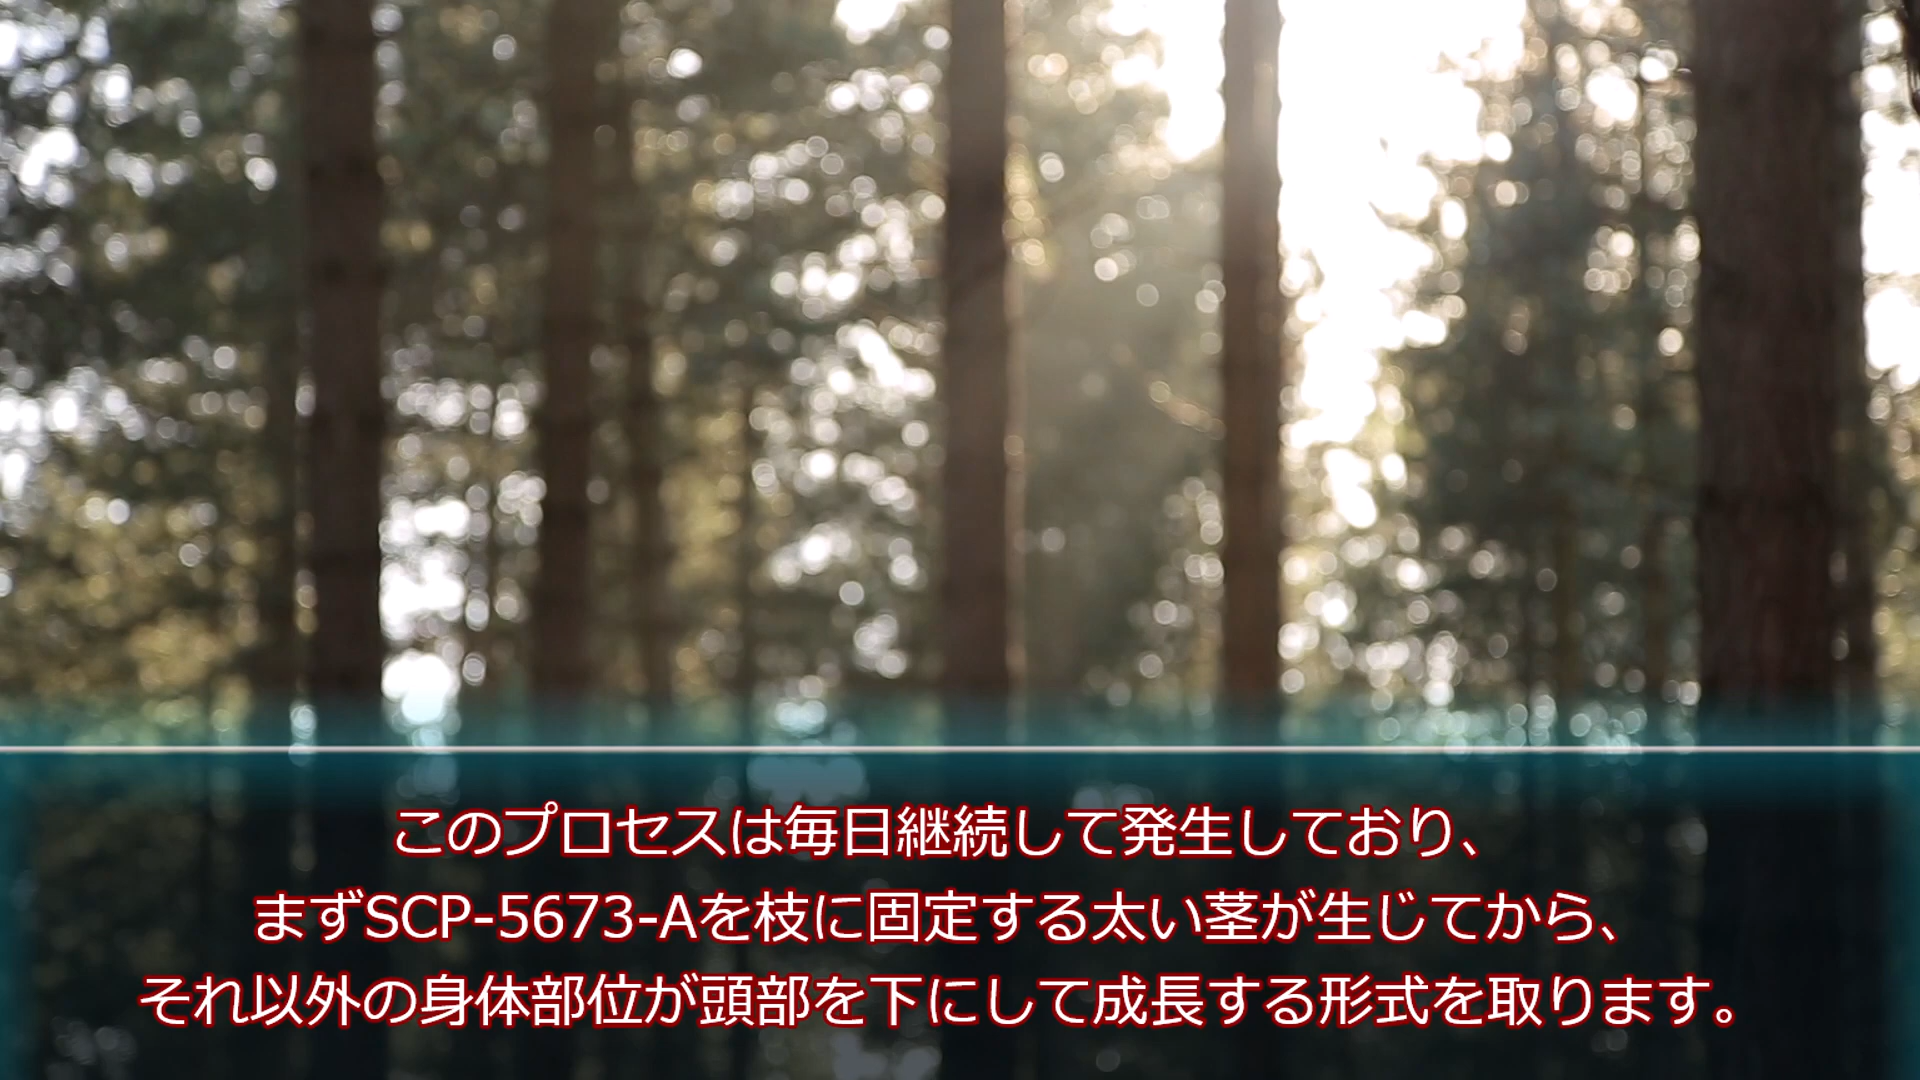 このプロセスは毎日継続して発生しており、
まずSCP-5673-Aを枝に固定する太い茎が生じてから、
それ以外の身体部位が頭部を下にして成長する形式を取ります。